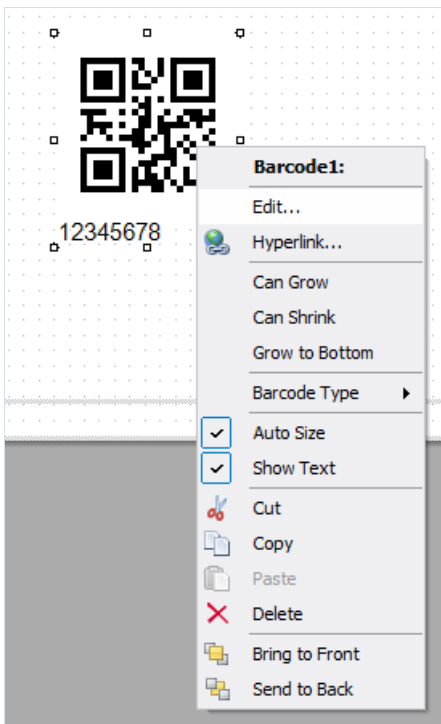 12345678
Barcode1:
Edit...
Hyperlink...
Can Grow
Can Shrink
Grow to Bottom
Barcode Type
Auto Size
Show Text
Cut
Copy
Paste
Delete
Bring to Front
Send to Back